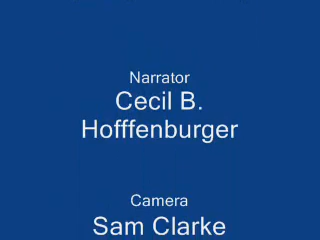 Narrator
Cecil B.
Hofffenburger
Camera
Sam Clarke